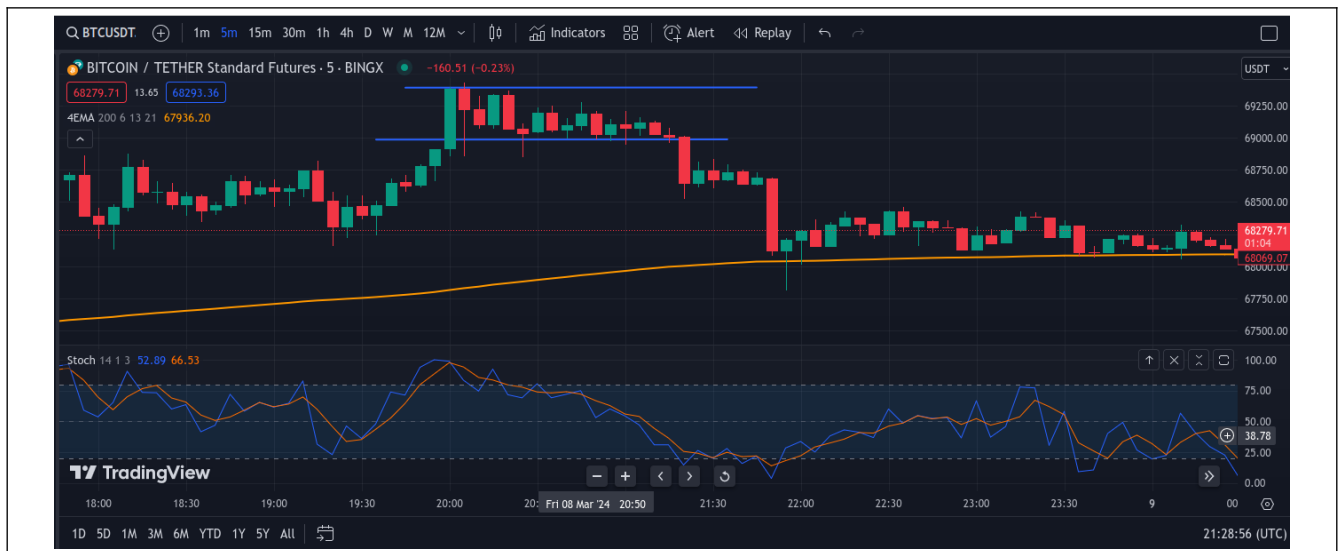 BTCUSDT. 1m 5m 15m 30m 1h 4h D W M 12M Indicators Alert Replay
BITCOIN / TETHER Standard Futures · 5 · BINGX −160.51 (−0.23%) USDT
68279.71 13.65 68293.36
4EMA 200 6 13 21 67936.20
69250.00
69000.00
68750.00
68500.00
68279.71
01:04
68069.07
68000.00
67750.00
67500.00
Stoch 14 1 3 52.89 66.53
100.00
75.00
50.00
38.78
25.00
0.00
TradingView
18:00 18:30 19:00 19:30 20:00 20: Fri 08 Mar '24 20:50 21:30 22:00 22:30 23:00 23:30 9 00
1D 5D 1M 3M 6M YTD 1Y 5Y All 21:28:56 (UTC)